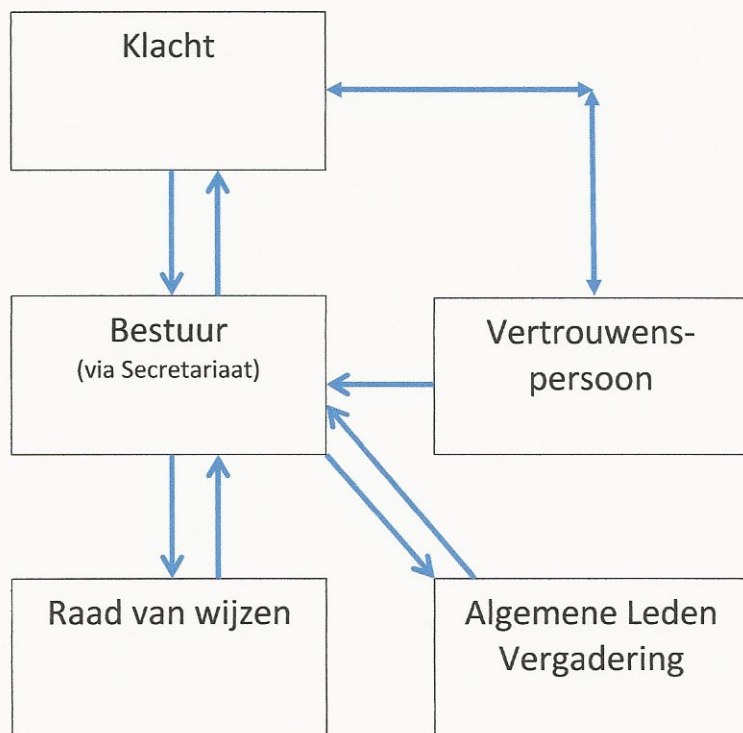 Klacht
Bestuur
(via Secretariaat)
Vertrouwens-
persoon
Raad van wijzen
Algemene Leden
Vergadering